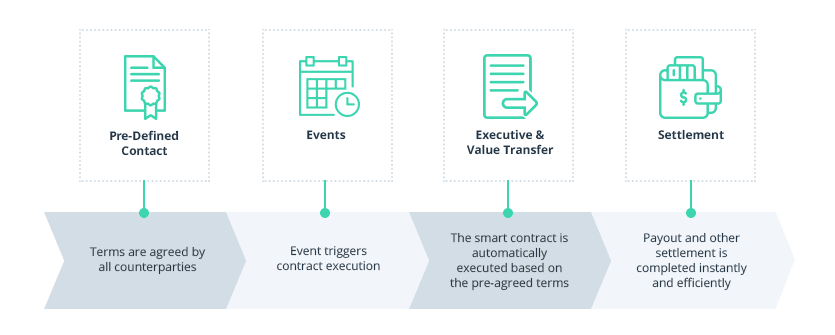 Pre-Defined
Contact
Events
Executive &
Value Transfer
Settlement
$
Terms are agreed by
all counterparties
Event triggers
contract execution
The smart contract is
automatically
executed based on
the pre-agreed terms
Payout and other
settlement is
completed instantly
and efficiently